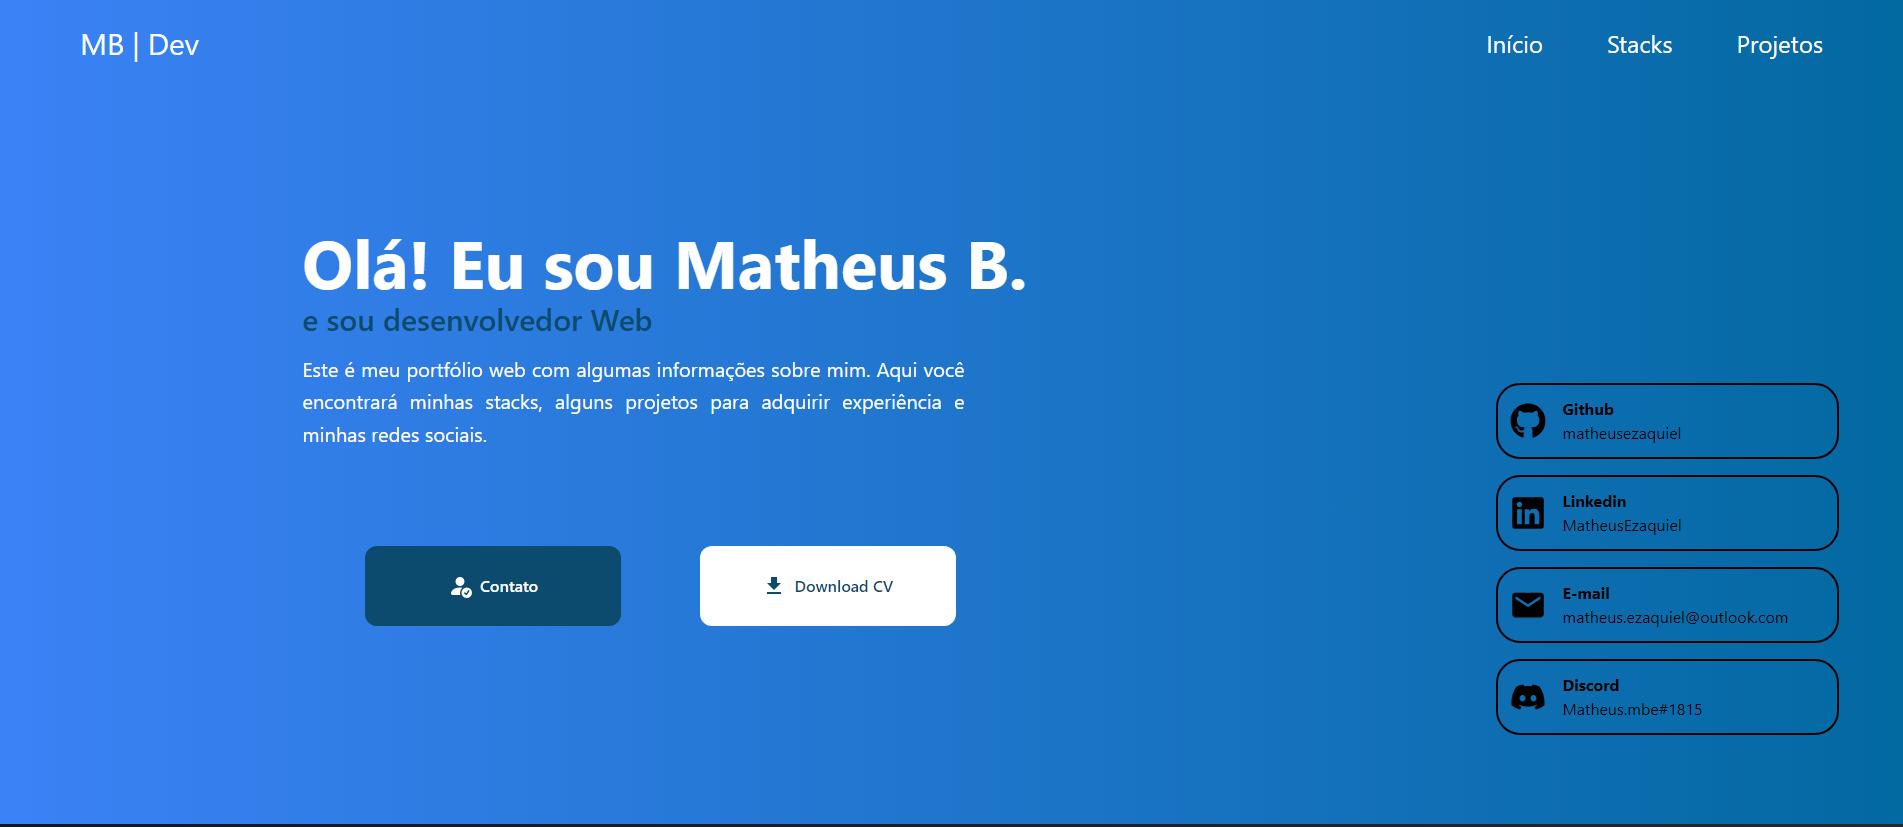 MB | Dev
Início
Stacks
Projetos
Olá! Eu sou Matheus B.
e sou desenvolvedor Web
Este é meu portfólio web com algumas informações sobre mim. Aqui você
encontrará minhas stacks, alguns projetos para adquirir experiência e
minhas redes sociais.
Contato
Download CV
Github
matheusezaquiel
Linkedin
MatheusEzaquiel
E-mail
matheus.ezaquiel@outlook.com
Discord
Matheus.mbe#1815